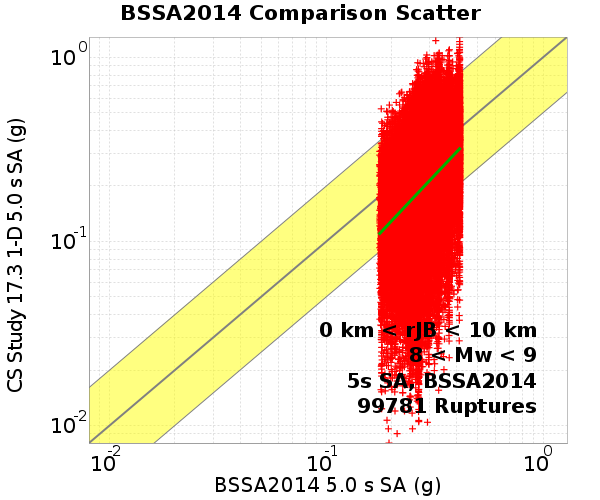 BSSA2014 Comparison Scatter
CS Study 17.3 1-D 5.0 s SA (g)
10^0
10^-1
10^-2
0 km < rJB < 10 km
8 < Mw < 9
5s SA, BSSA2014
99781 Ruptures
10^-2 10^-1 10^0
BSSA2014 5.0 s SA (g)